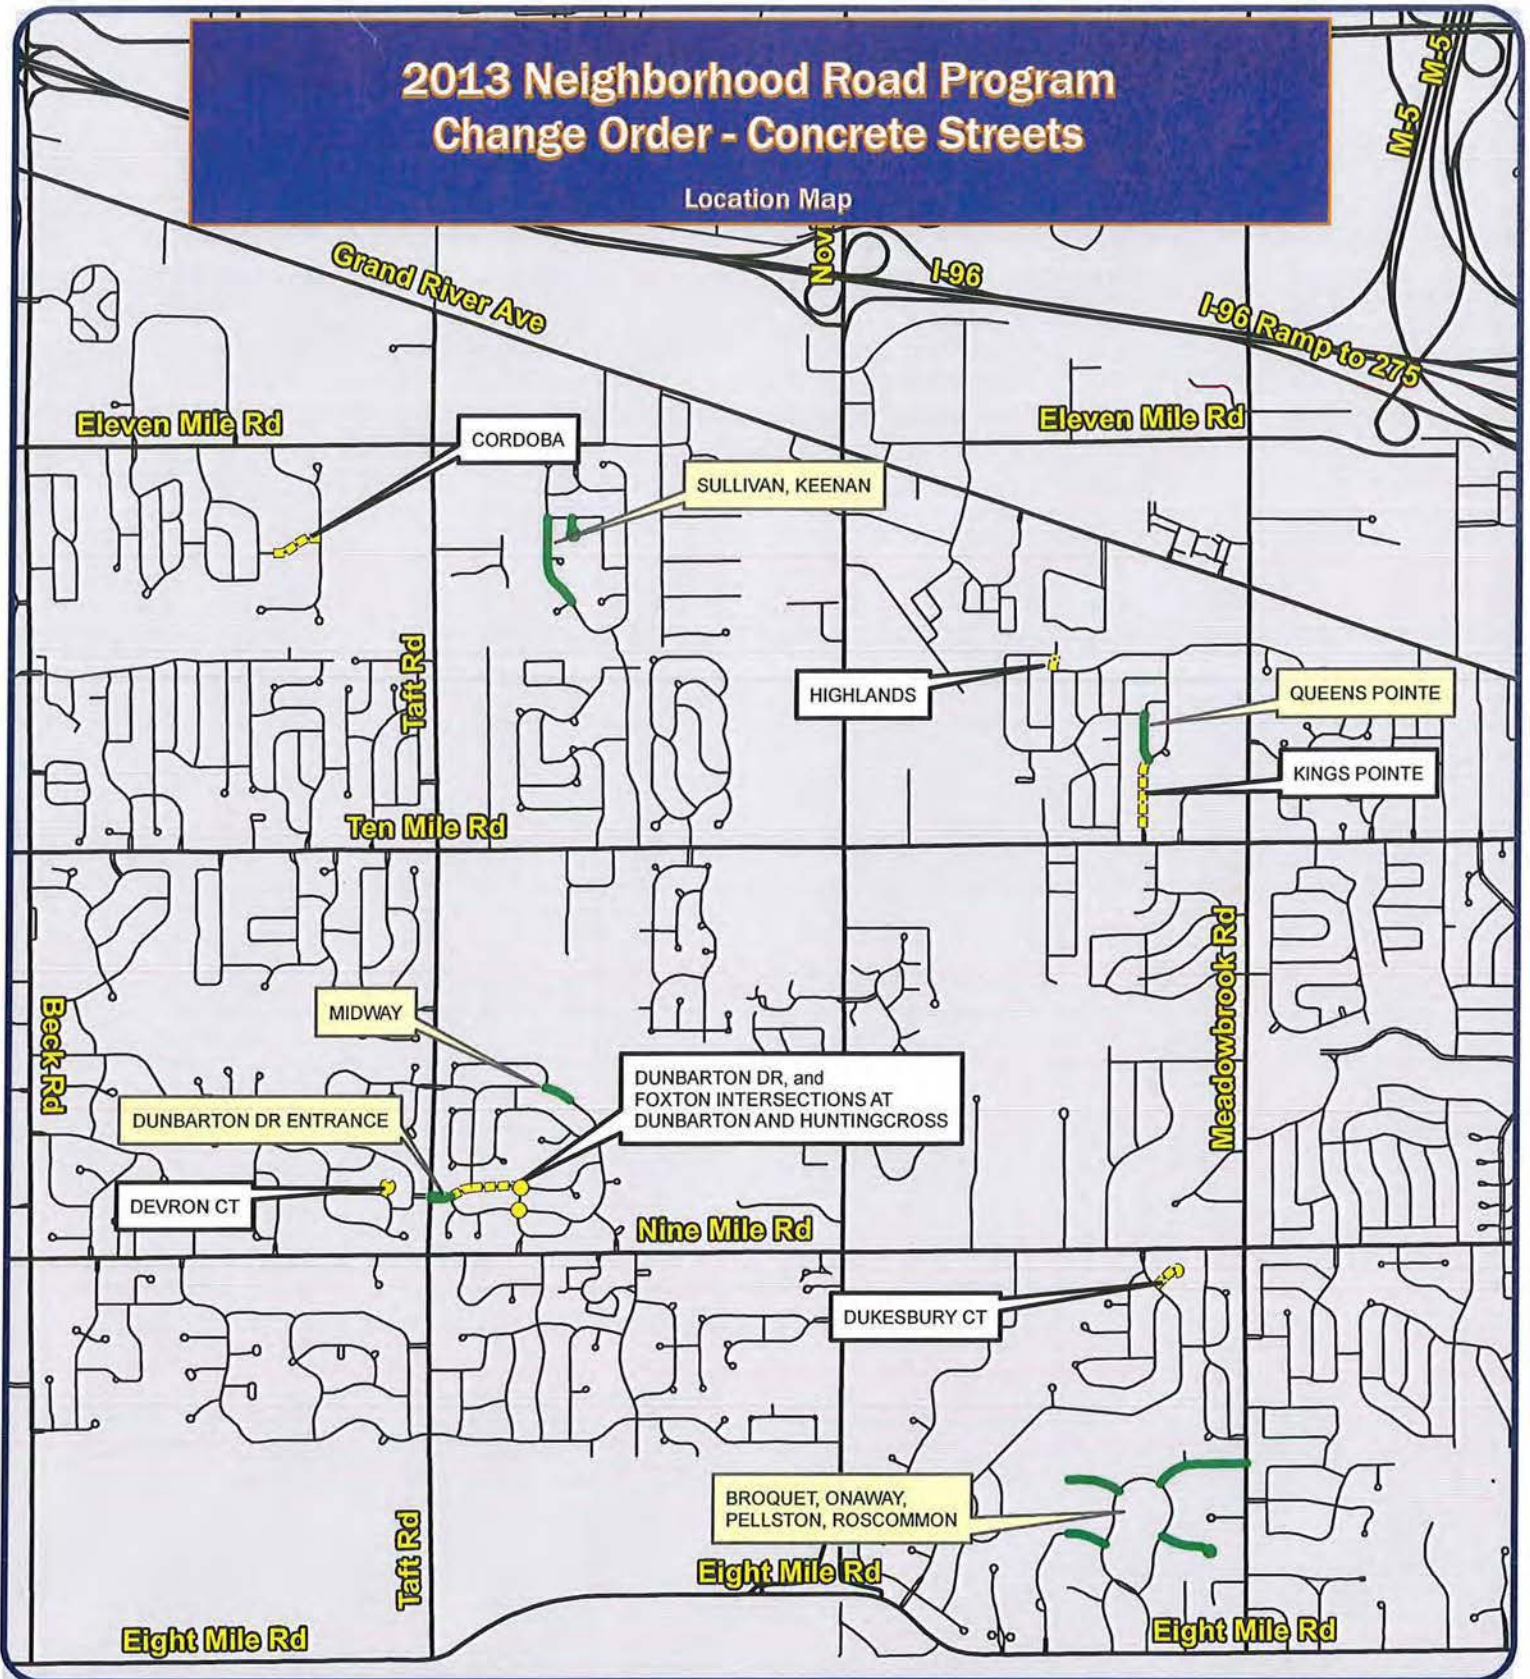 2013 Neighborhood Road Program
Change Order - Concrete Streets
Location Map
M-5
M-5
Novi
I-96
Grand River Ave
I-96 Ramp to 275
Eleven Mile Rd
Eleven Mile Rd
CORDOBA
SULLIVAN, KEENAN
Taft Rd
HIGHLANDS
QUEENS POINTE
KINGS POINTE
Ten Mile Rd
Meadowbrook Rd
Beck Rd
MIDWAY
DUNBARTON DR, and
FOXTON INTERSECTIONS AT
DUNBARTON AND HUNTINGCROSS
DUNBARTON DR ENTRANCE
DEVRON CT
Nine Mile Rd
DUKESBURY CT
BROQUET, ONAWAY,
PELLSTON, ROSCOMMON
Taft Rd
Eight Mile Rd
Eight Mile Rd
Eight Mile Rd